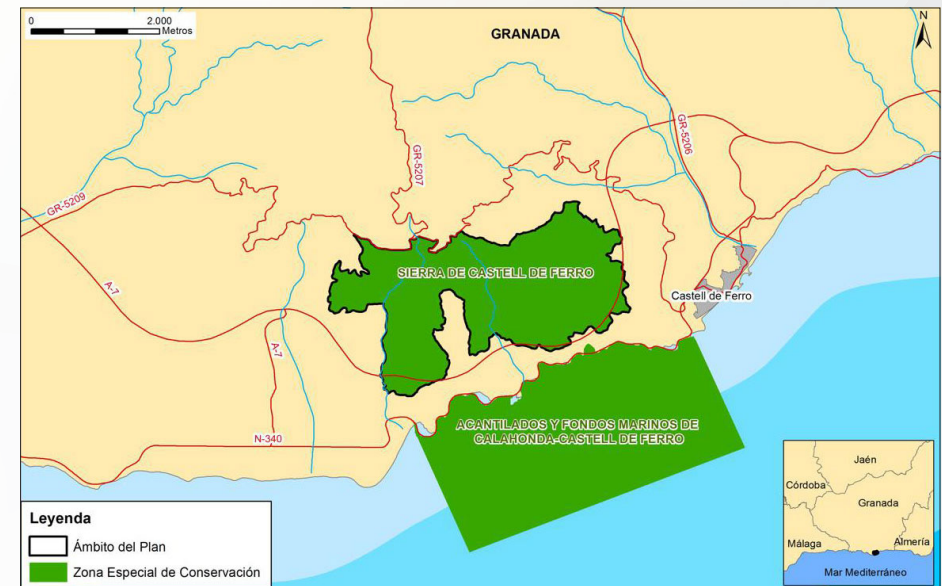 0 2.000
Metros
GRANADA
N
GR-5206
GR-5207
GR-5209
A-7
SIERRA DE CASTELL DE FERRO
Castell de Ferro
A-7
N-340
ACANTILADOS Y FONDOS MARINOS DE
CALAHONDA-CASTELL DE FERRO
Leyenda
Ámbito del Plan
Zona Especial de Conservación
Jaén
Córdoba
Granada
Málaga
Almería
Mar Mediterráneo